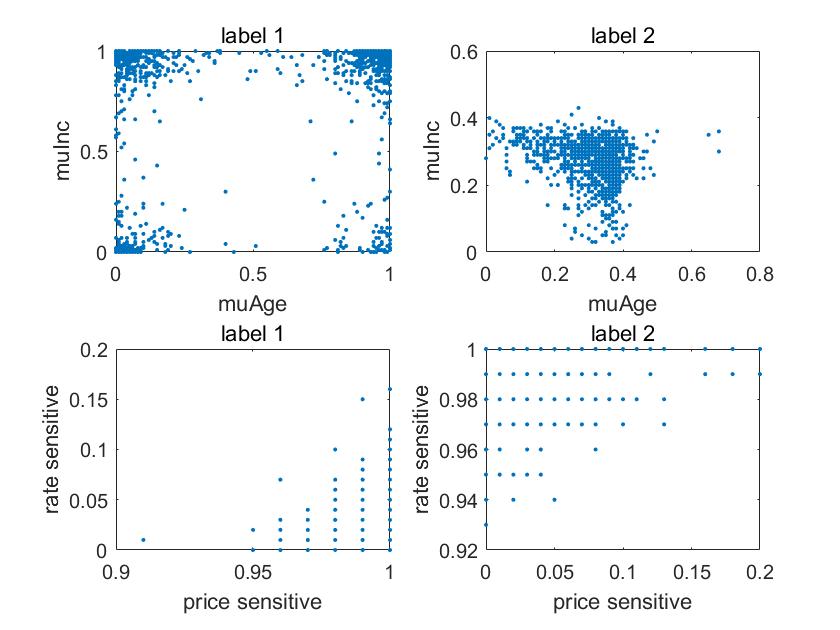 label 1
1
0.5
0
muInc
0 0.5 1
muAge
label 2
0.6
0.4
0.2
0
muInc
0 0.2 0.4 0.6 0.8
muAge
label 1
0.2
0.15
0.1
0.05
0
rate sensitive
0.9 0.95 1
price sensitive
label 2
1
0.98
0.96
0.94
0.92
rate sensitive
0 0.05 0.1 0.15 0.2
price sensitive